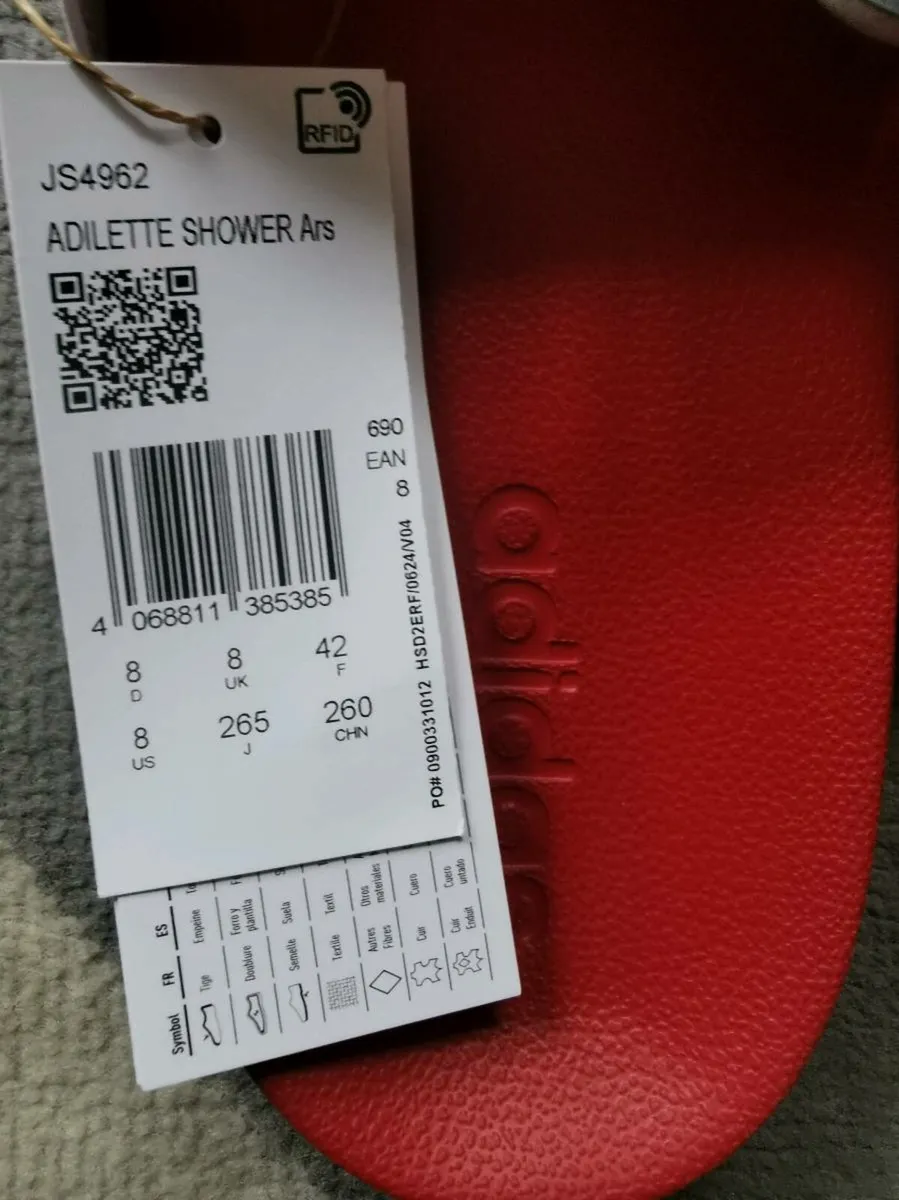 RFID
JS4962
ADILETTE SHOWER Ars
690
EAN
8
4 068811 385385
8
D
8
UK
42
F
8
US
265
J
260
CHN
PO# 0900331012 HSD2ERF/0624/V04
adidas
Symbol FR ES
Tige Empeine
Doublure Forro y plantilla
Semelle Suela
Textile Textil
Autres Fibres Otros materiales
Cuir Cuero
Cuir Enduit Cuero untado